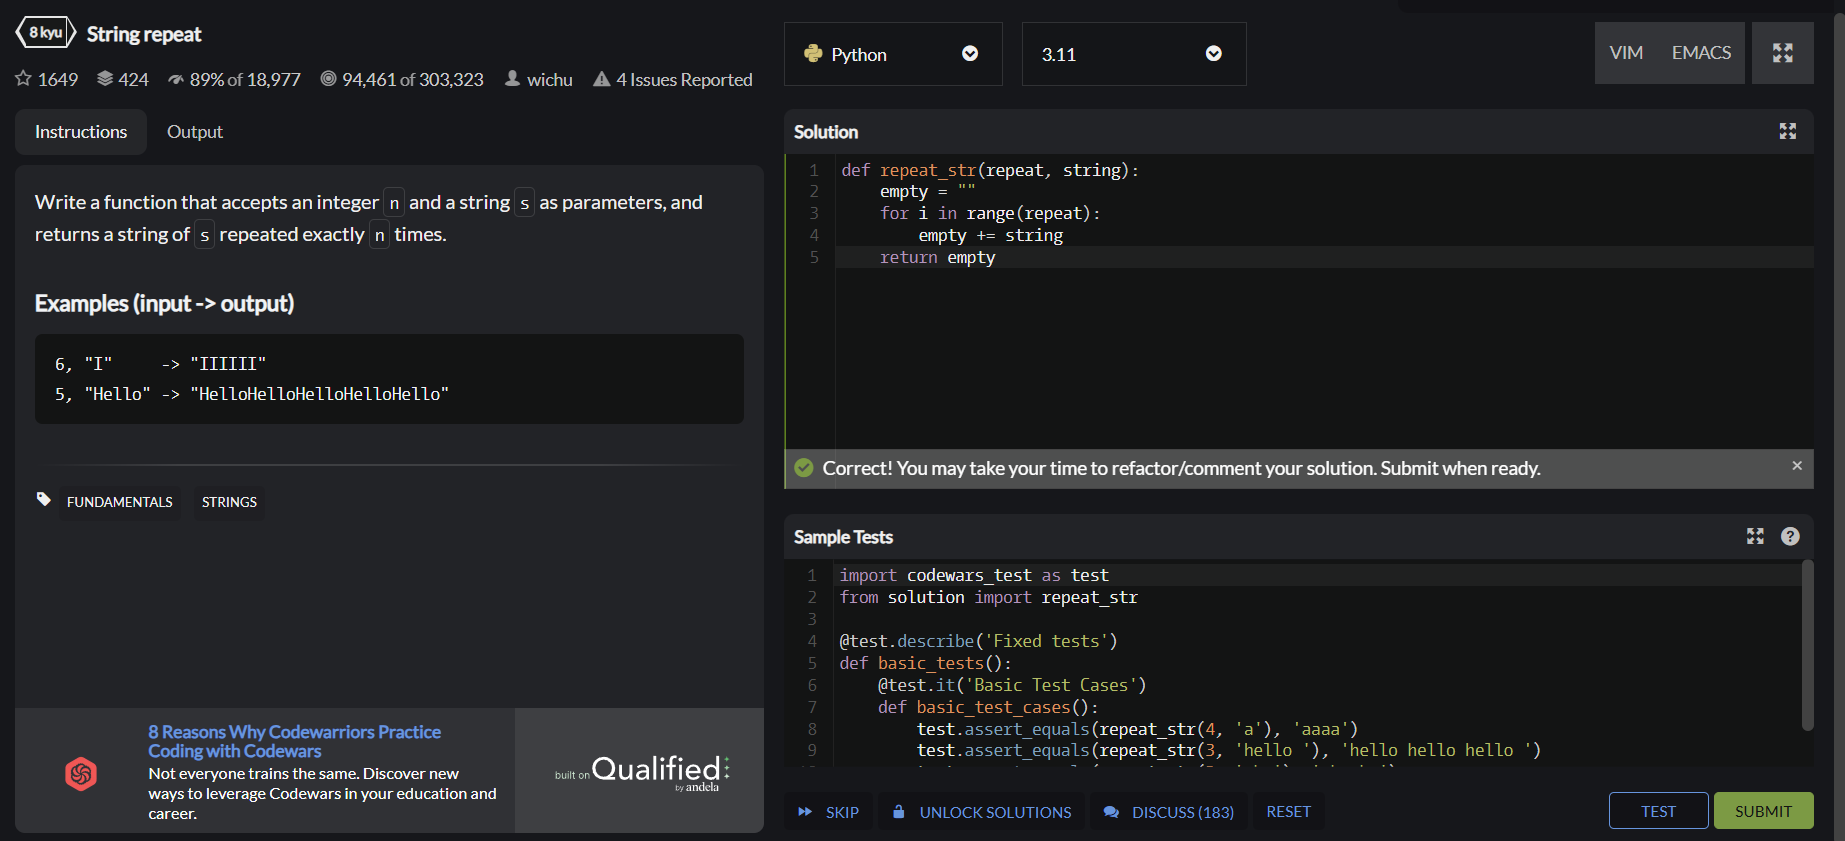 8 kyu String repeat
1649 424 89% of 18,977 94,461 of 303,323 wichu 4 Issues Reported
Instructions Output
Write a function that accepts an integer n and a string s as parameters, and
returns a string of s repeated exactly n times.
Examples (input -> output)
6, "I"     -> "IIIIII"
5, "Hello" -> "HelloHelloHelloHelloHello"
FUNDAMENTALS STRINGS
8 Reasons Why Codewarriors Practice
Coding with Codewars
Not everyone trains the same. Discover new
ways to leverage Codewars in your education and
career.
built on Qualified
by andela
Python 3.11 VIM EMACS
Solution
1 def repeat_str(repeat, string):
2     empty = ""
3     for i in range(repeat):
4         empty += string
5     return empty
Correct! You may take your time to refactor/comment your solution. Submit when ready.
Sample Tests
1 import codewars_test as test
2 from solution import repeat_str
3
4 @test.describe('Fixed tests')
5 def basic_tests():
6     @test.it('Basic Test Cases')
7     def basic_test_cases():
8         test.assert_equals(repeat_str(4, 'a'), 'aaaa')
9         test.assert_equals(repeat_str(3, 'hello '), 'hello hello hello ')
SKIP UNLOCK SOLUTIONS DISCUSS (183) RESET TEST SUBMIT